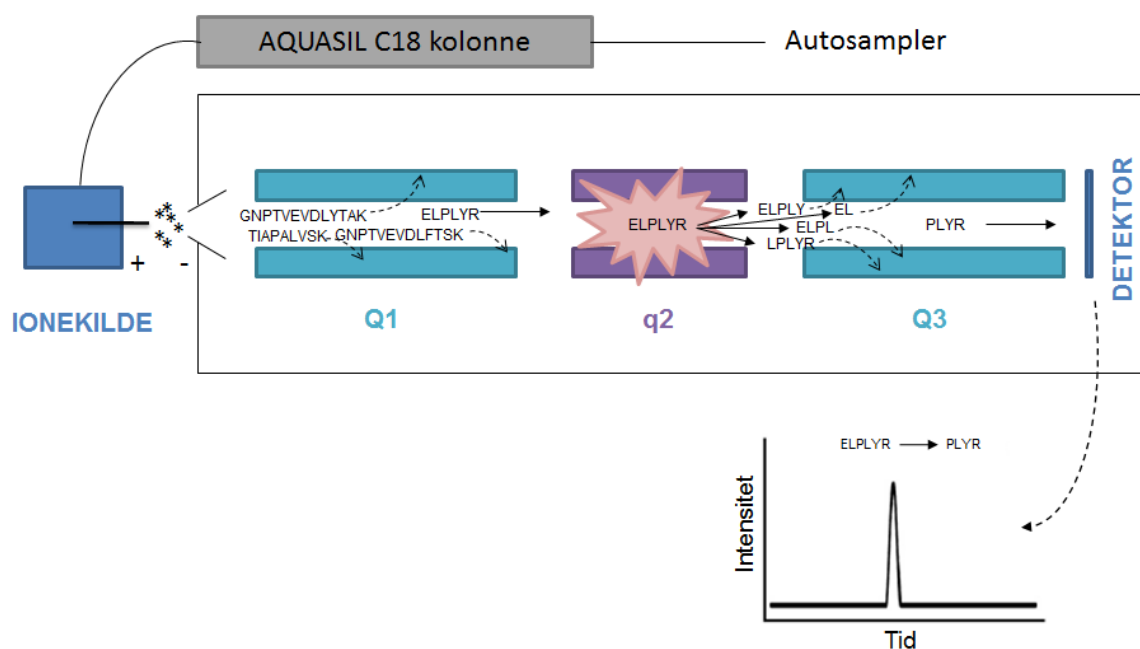 AQUASIL C18 kolonne
Autosampler
GNPTVEVDLYTAK
ELPLYR
TIAPALVSK
GNPTVEVDLFTSK
ELPLYR
ELPLY
EL
ELPL
LPLYR
PLYR
DETEKTOR
+
-
IONEKILDE
Q1
q2
Q3
ELPLYR
PLYR
Intensitet
Tid